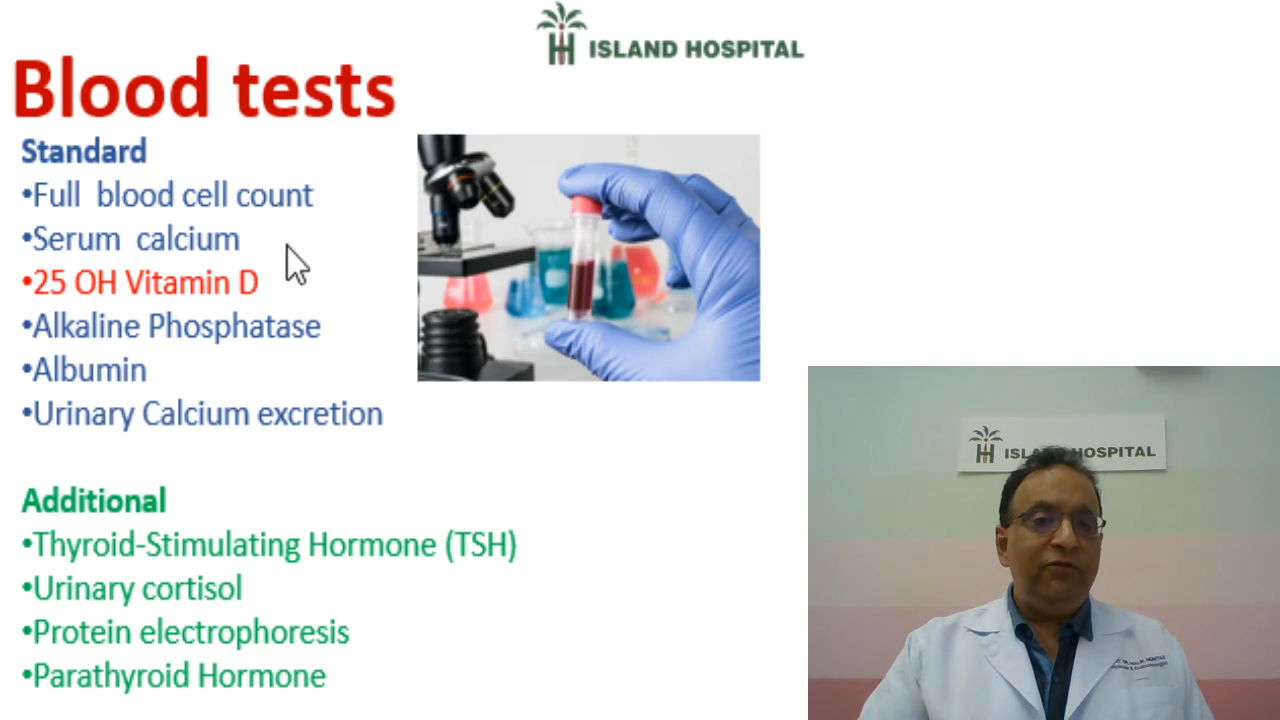 ISLAND HOSPITAL
Blood tests
Standard
•Full blood cell count
•Serum calcium
•25 OH Vitamin D
•Alkaline Phosphatase
•Albumin
•Urinary Calcium excretion
Additional
•Thyroid-Stimulating Hormone (TSH)
•Urinary cortisol
•Protein electrophoresis
•Parathyroid Hormone
HOSPITAL